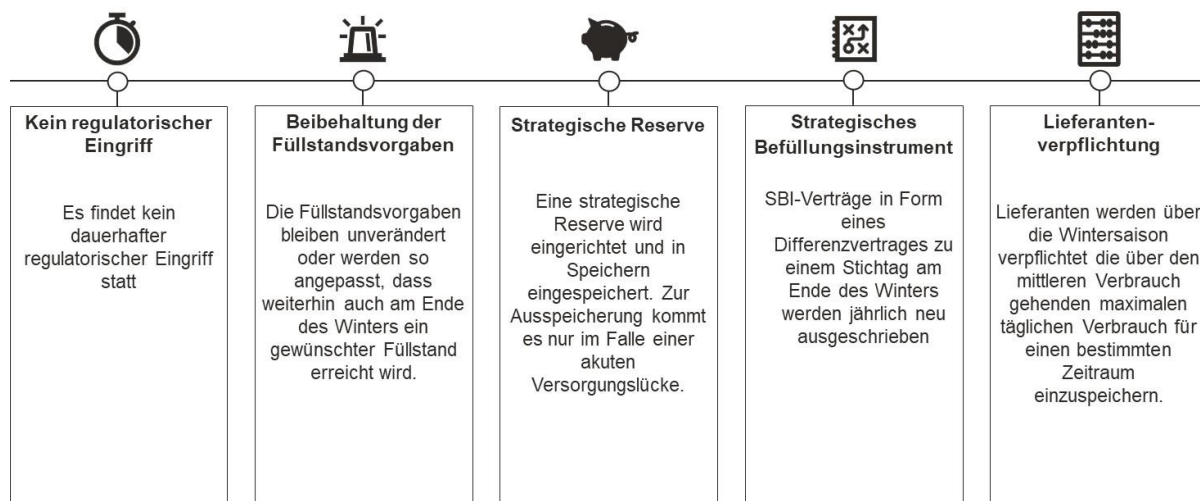 Kein regulatorischer
Eingriff
Es findet kein
dauerhafter
regulatorischer Eingriff
statt
Beibehaltung der
Füllstandsvorgaben
Die Füllstandsvorgaben
bleiben unverändert
oder werden so
angepasst, dass
weiterhin auch am Ende
des Winters ein
gewünschter Füllstand
erreicht wird.
Strategische Reserve
Eine strategische
Reserve wird
eingerichtet und in
Speichern
eingespeichert. Zur
Ausspeicherung kommt
es nur im Falle einer
akuten
Versorgungslücke.
Strategisches
Befüllungsinstrument
SBI-Verträge in Form
eines
Differenzvertrages zu
einem Stichtag am
Ende des Winters
werden jährlich neu
ausgeschrieben
Lieferanten-
verpflichtung
Lieferanten werden über
die Wintersaison
verpflichtet die über den
mittleren Verbrauch
gehenden maximalen
täglichen Verbrauch für
einen bestimmten
Zeitraum
einzuspeichern.